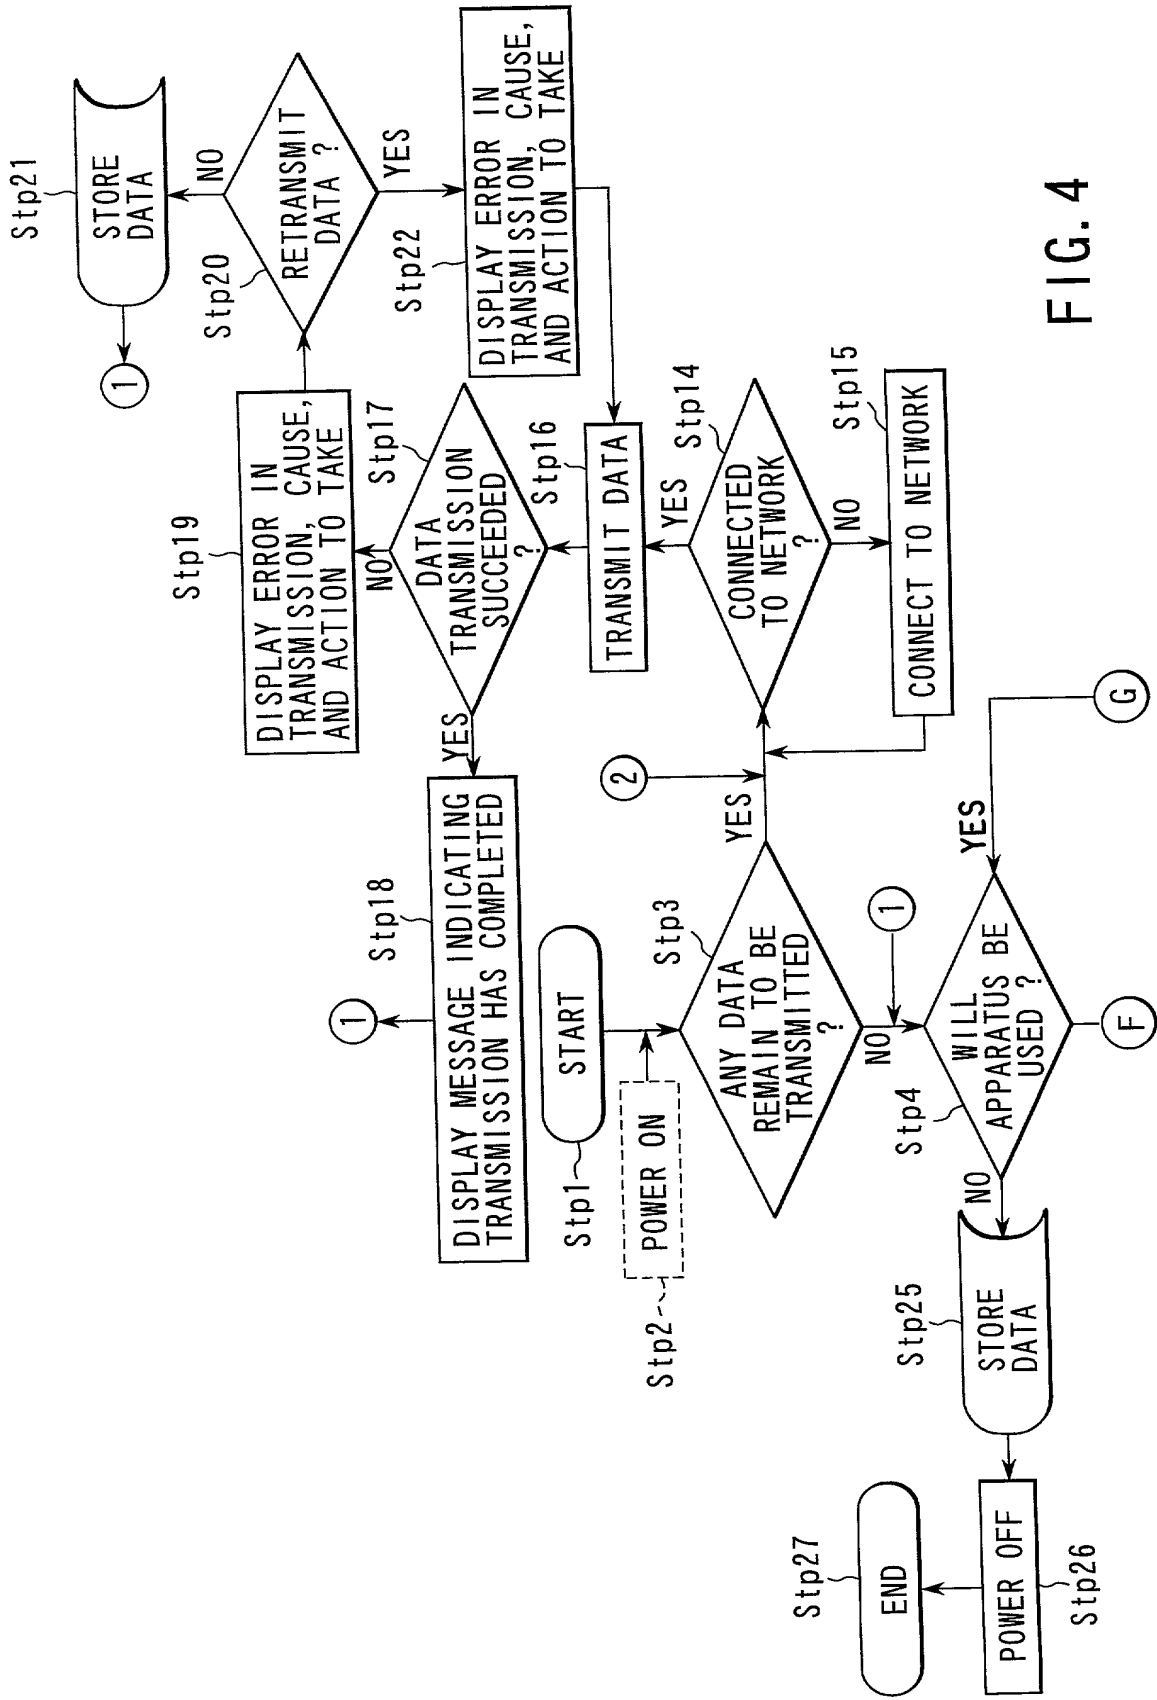 Stp21
STORE
DATA
1
NO
Stp20
RETRANSMIT
DATA ?
YES
Stp22
DISPLAY ERROR IN
TRANSMISSION, CAUSE,
AND ACTION TO TAKE
Stp19
DISPLAY ERROR IN
TRANSMISSION, CAUSE,
AND ACTION TO TAKE
NO
Stp17
DATA
TRANSMISSION
SUCCEEDED
?
YES
Stp16
TRANSMIT DATA
YES
Stp14
CONNECTED
TO NETWORK
?
NO
Stp15
CONNECT TO NETWORK
1
Stp18
DISPLAY MESSAGE INDICATING
TRANSMISSION HAS COMPLETED
START
Stp1
POWER ON
Stp2
2
YES
Stp3
ANY DATA
REMAIN TO BE
TRANSMITTED
?
NO
1
G
YES
Stp4
WILL
APPARATUS BE
USED ?
F
NO
Stp25
STORE
DATA
POWER OFF
Stp26
Stp27
END
FIG. 4